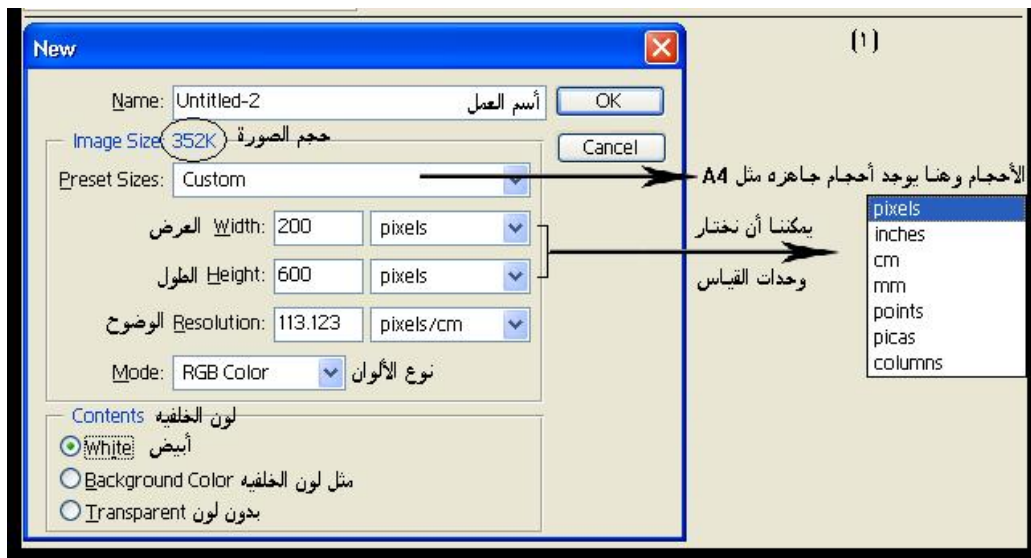 (١)
New
Name: Untitled-2 أسم العمل OK
Image Size: 352K حجم الصورة
Cancel
Preset Sizes: Custom الأحجام وهنا يوجد أحجام جاهزه مثل A4
العرض Width: 200 pixels
الطول Height: 600 pixels
يمكننا أن نختار
وحدات القياس
pixels
inches
cm
mm
points
picas
columns
الوضوح Resolution: 113.123 pixels/cm
Mode: RGB Color نوع الألوان
Contents لون الخلفيه
White أبيض
Background Color مثل لون الخلفيه
Transparent بدون لون